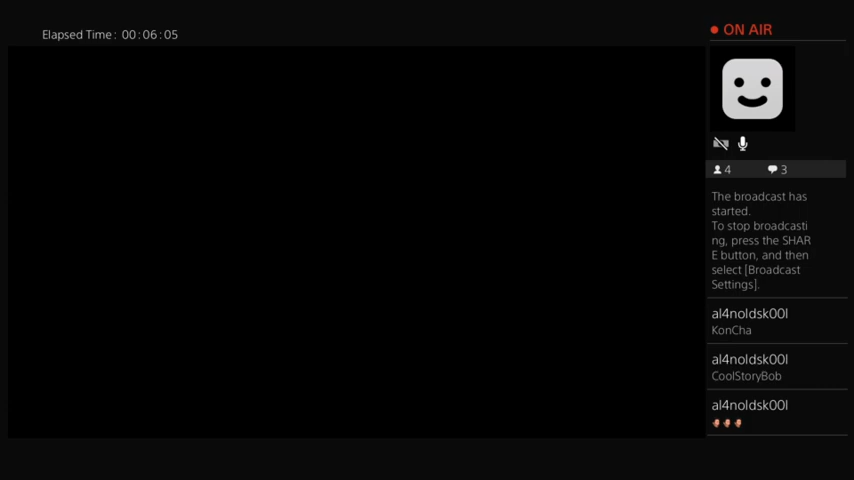 Elapsed Time: 00:06:05
ON AIR
4
3
The broadcast has
started.
To stop broadcasti
ng, press the SHAR
E button, and then
select [Broadcast
Settings].
al4noldsk00l
KonCha
al4noldsk00l
CoolStoryBob
al4noldsk00l